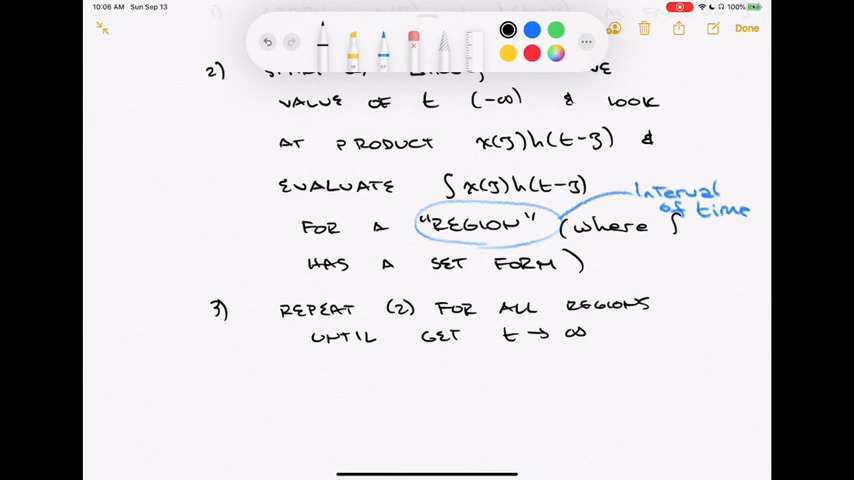 10:06 AM Sun Sep 13
100%
Done
2)
VALUE OF t (-∞) & LOOK
AT PRODUCT x(ʒ)h(t-ʒ) &
EVALUATE ∫x(ʒ)h(t-ʒ)
Interval
of time
FOR A "REGION" (where ∫
HAS A SET FORM)
3) REPEAT (2) FOR ALL REGIONS
UNTIL GET t → ∞